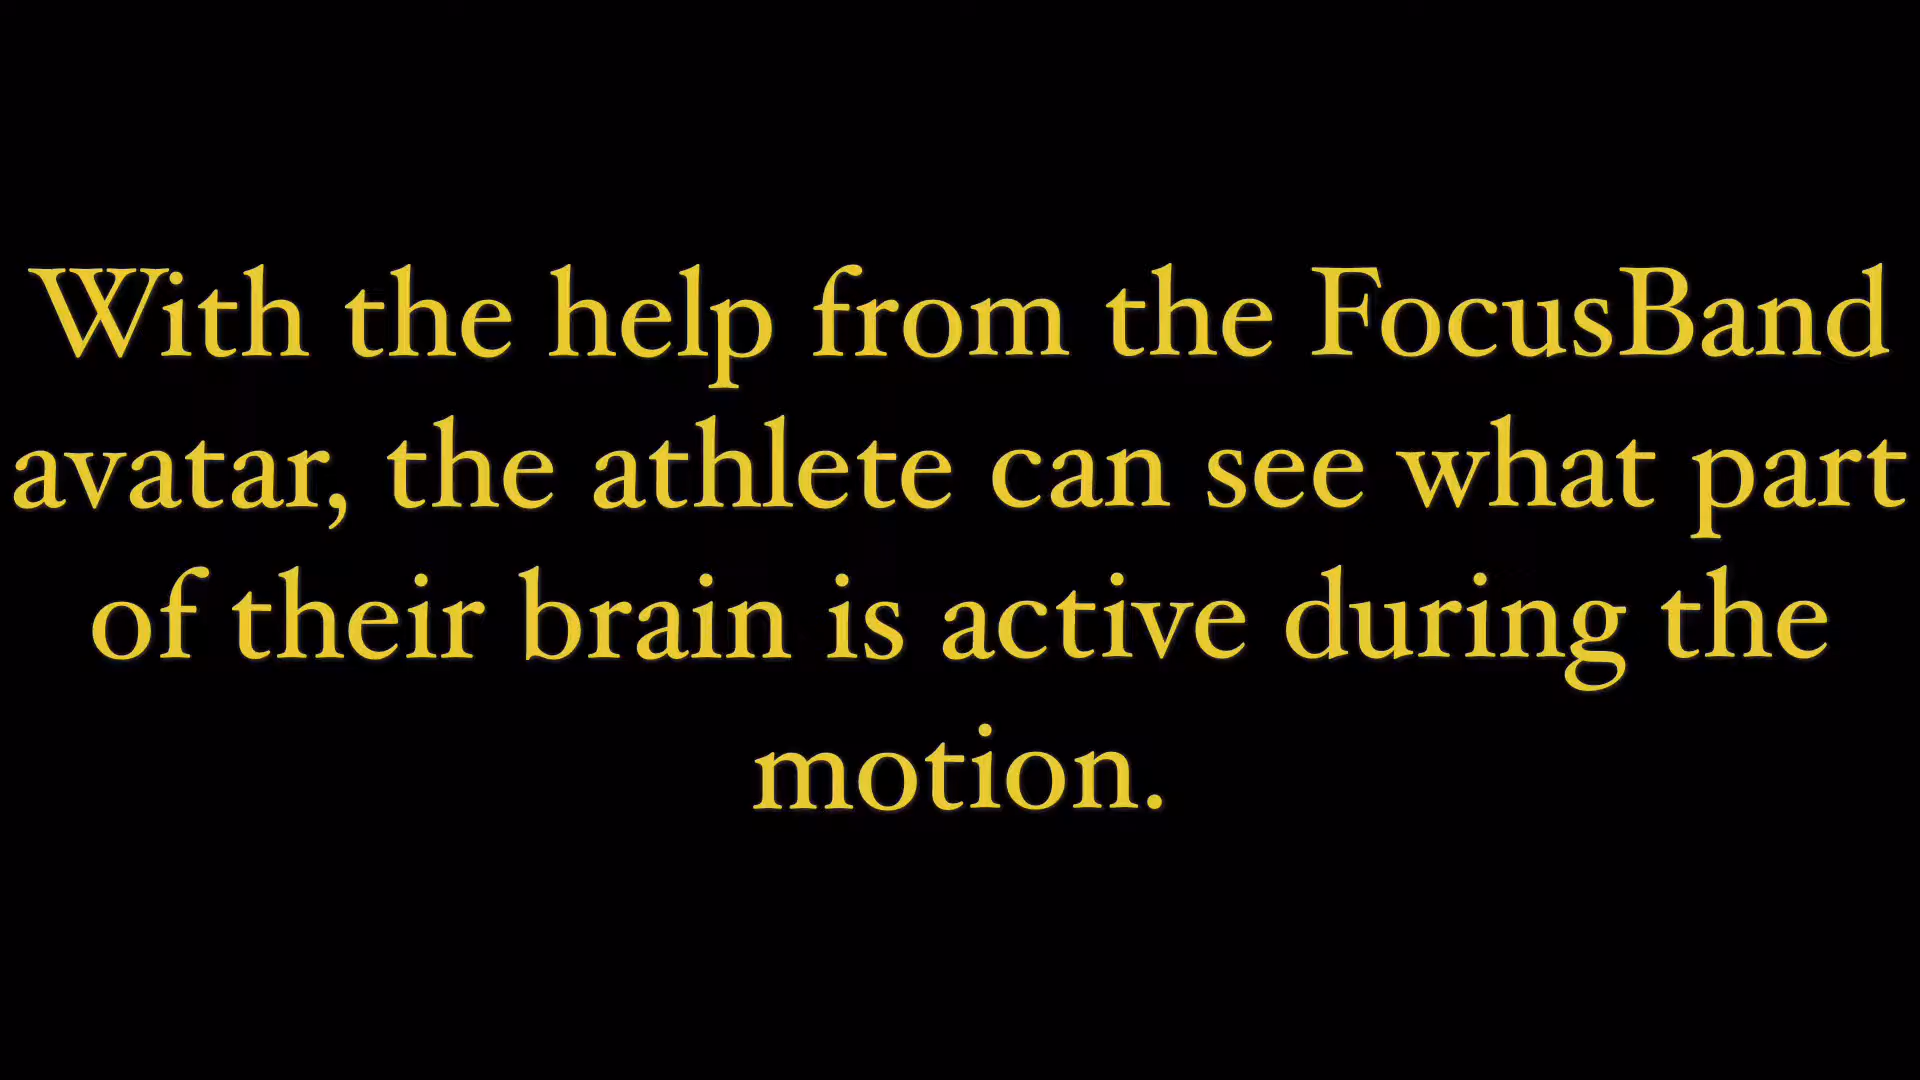 With the help from the FocusBand
avatar, the athlete can see what part
of their brain is active during the
motion.